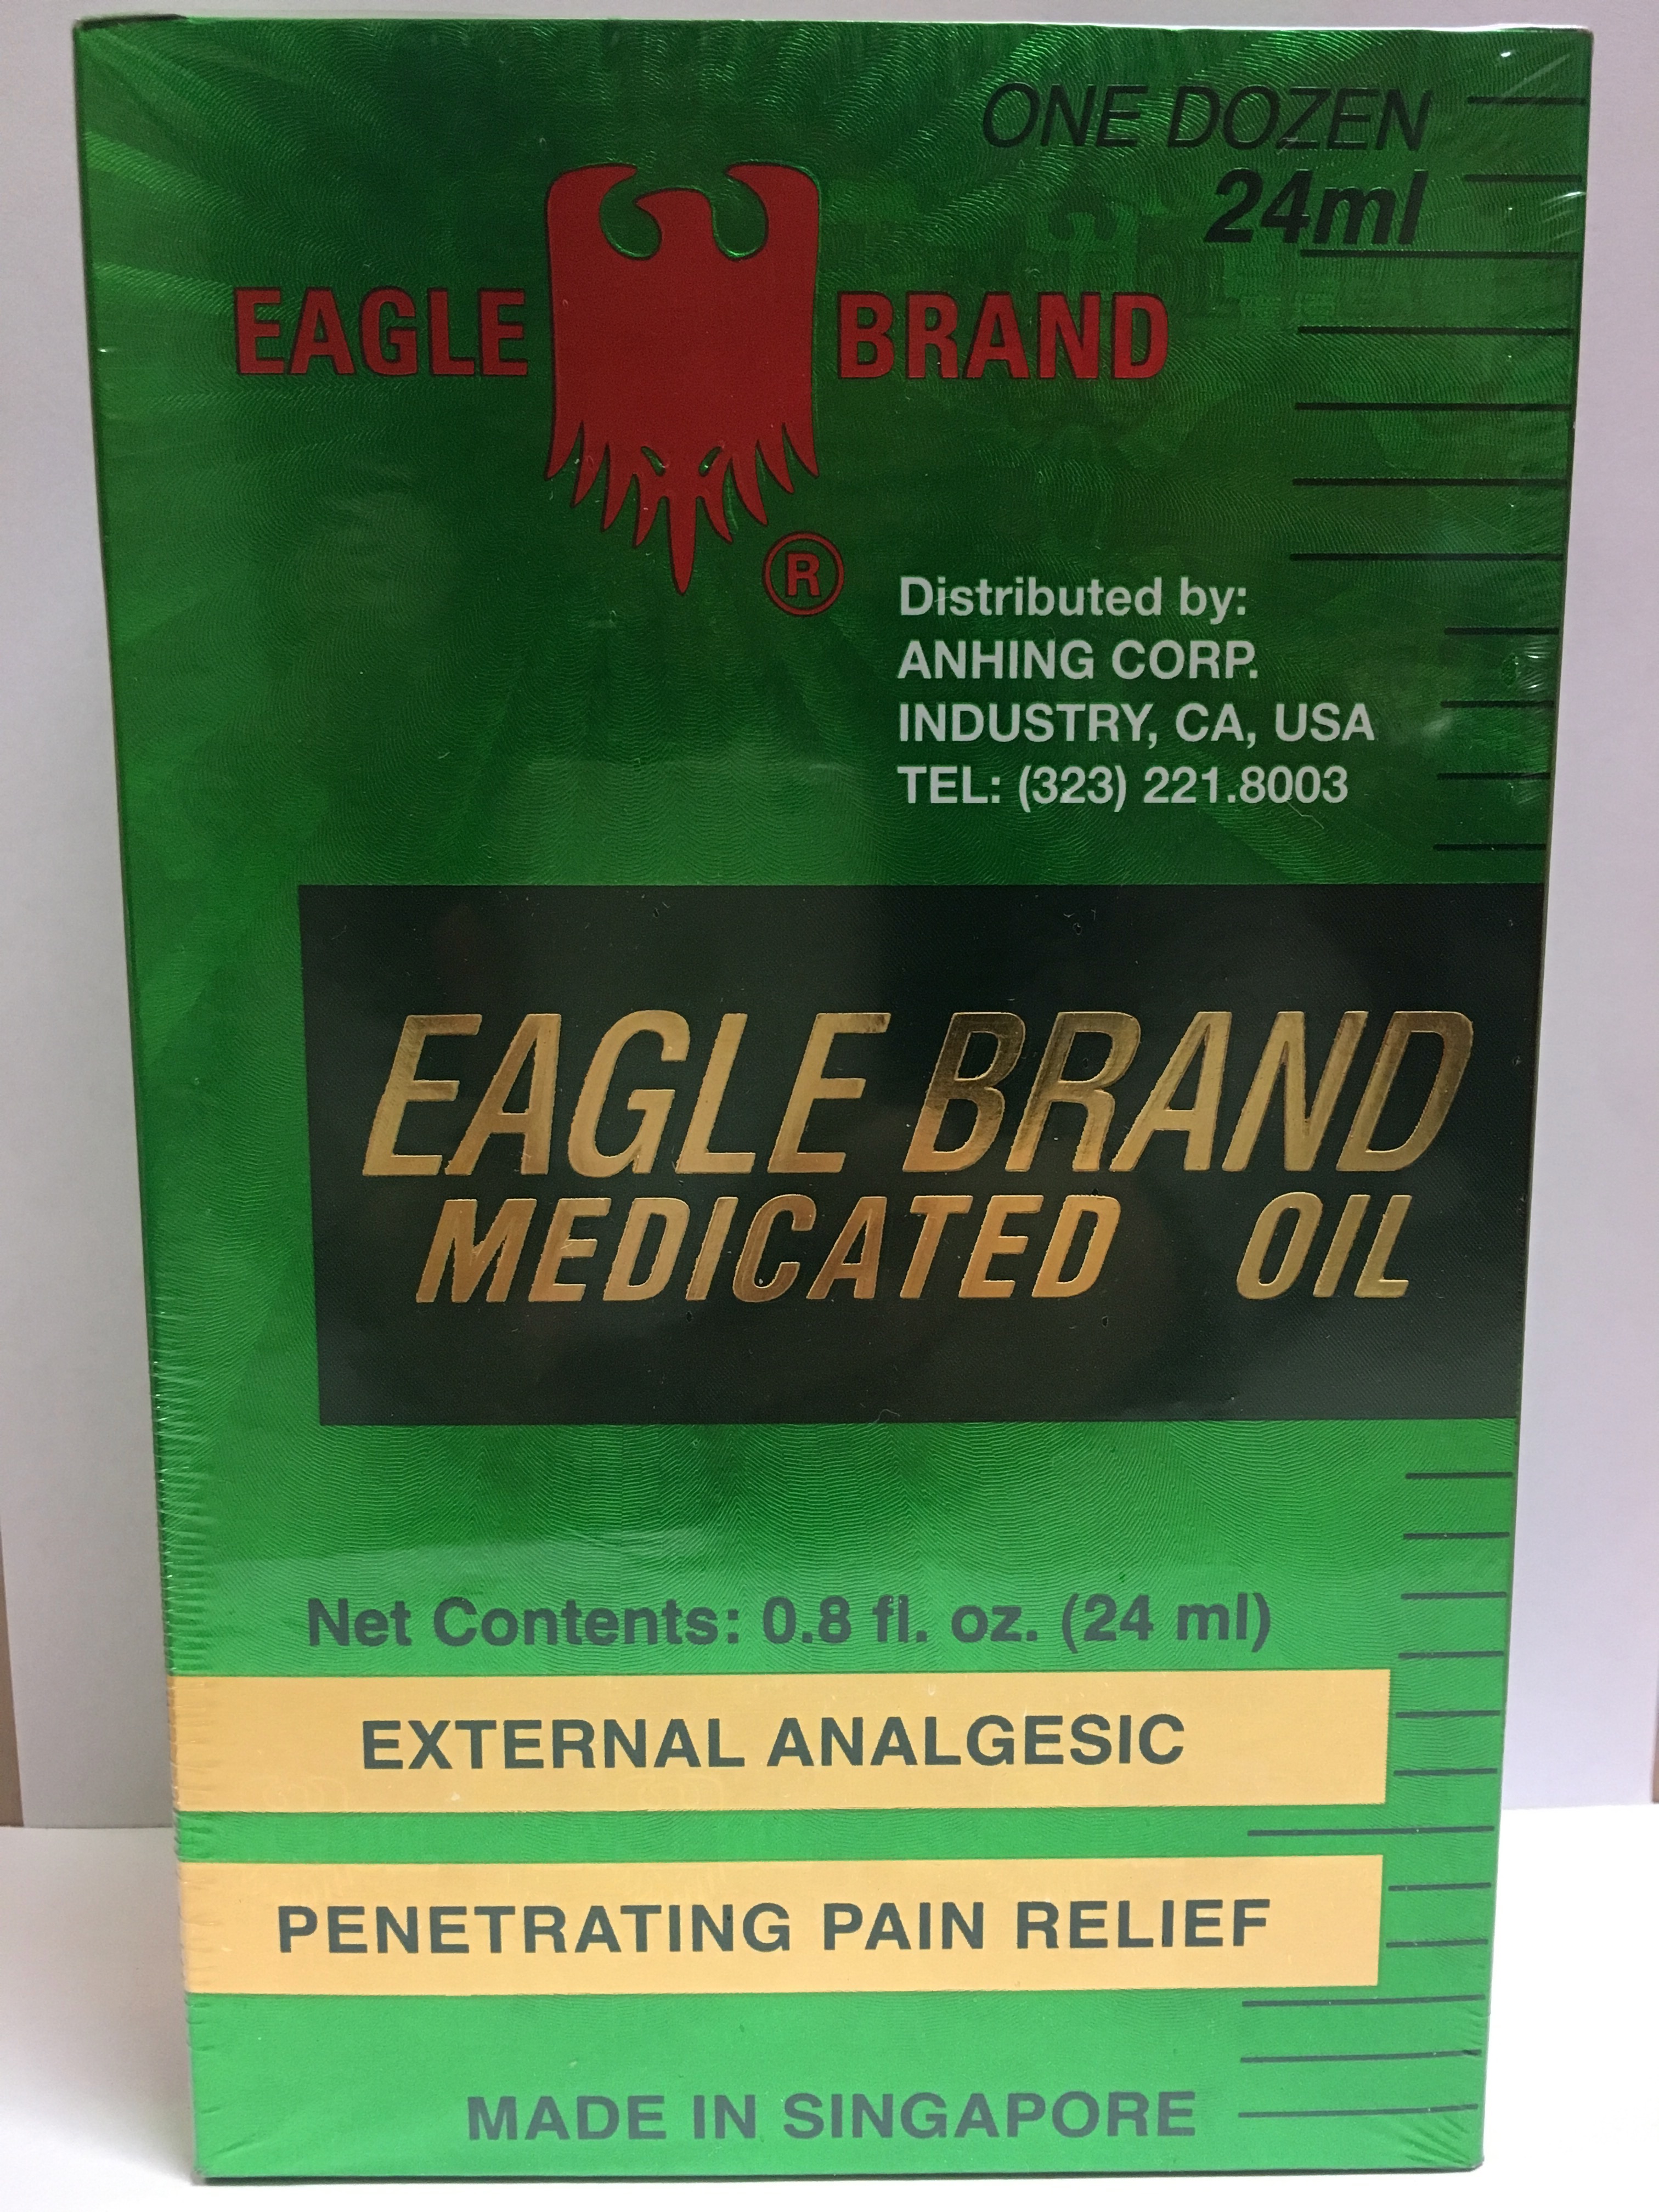 ONE DOZEN
24ml
EAGLE BRAND
®
Distributed by:
ANHING CORP.
INDUSTRY, CA, USA
TEL: (323) 221.8003
EAGLE BRAND
MEDICATED OIL
Net Contents: 0.8 fl. oz. (24 ml)
EXTERNAL ANALGESIC
PENETRATING PAIN RELIEF
MADE IN SINGAPORE